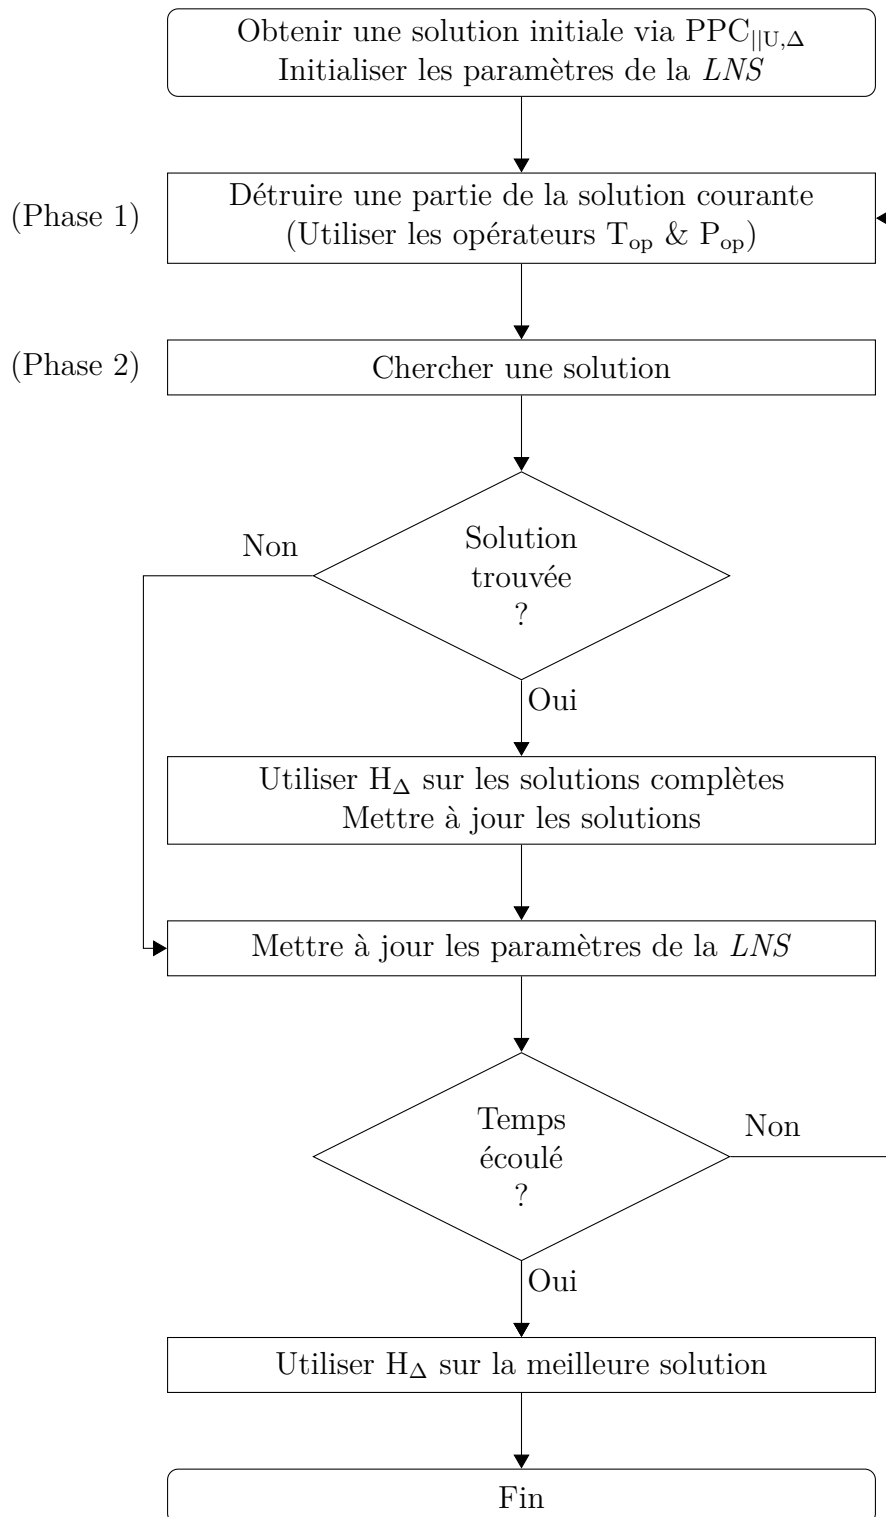 Obtenir une solution initiale via PPC||U,Δ
Initialiser les paramètres de la LNS
(Phase 1)
Détruire une partie de la solution courante
(Utiliser les opérateurs Top & Pop)
(Phase 2)
Chercher une solution
Non
Solution
trouvée
?
Oui
Utiliser HΔ sur les solutions complètes
Mettre à jour les solutions
Mettre à jour les paramètres de la LNS
Temps
écoulé
?
Non
Oui
Utiliser HΔ sur la meilleure solution
Fin